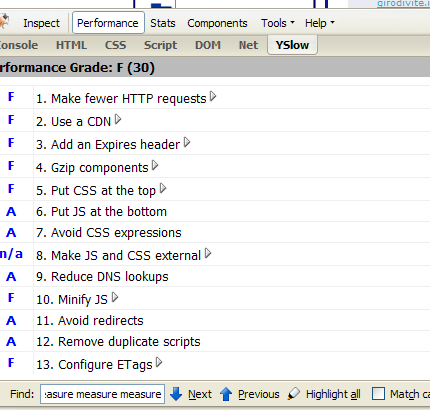 girodivite.i
Inspect Performance Stats Components Tools Help
Console HTML CSS Script DOM Net YSlow
rformance Grade: F (30)
F 1. Make fewer HTTP requests
F 2. Use a CDN
F 3. Add an Expires header
F 4. Gzip components
F 5. Put CSS at the top
A 6. Put JS at the bottom
A 7. Avoid CSS expressions
n/a 8. Make JS and CSS external
A 9. Reduce DNS lookups
F 10. Minify JS
A 11. Avoid redirects
A 12. Remove duplicate scripts
F 13. Configure ETags
Find: easure measure measure Next Previous Highlight all Match ca